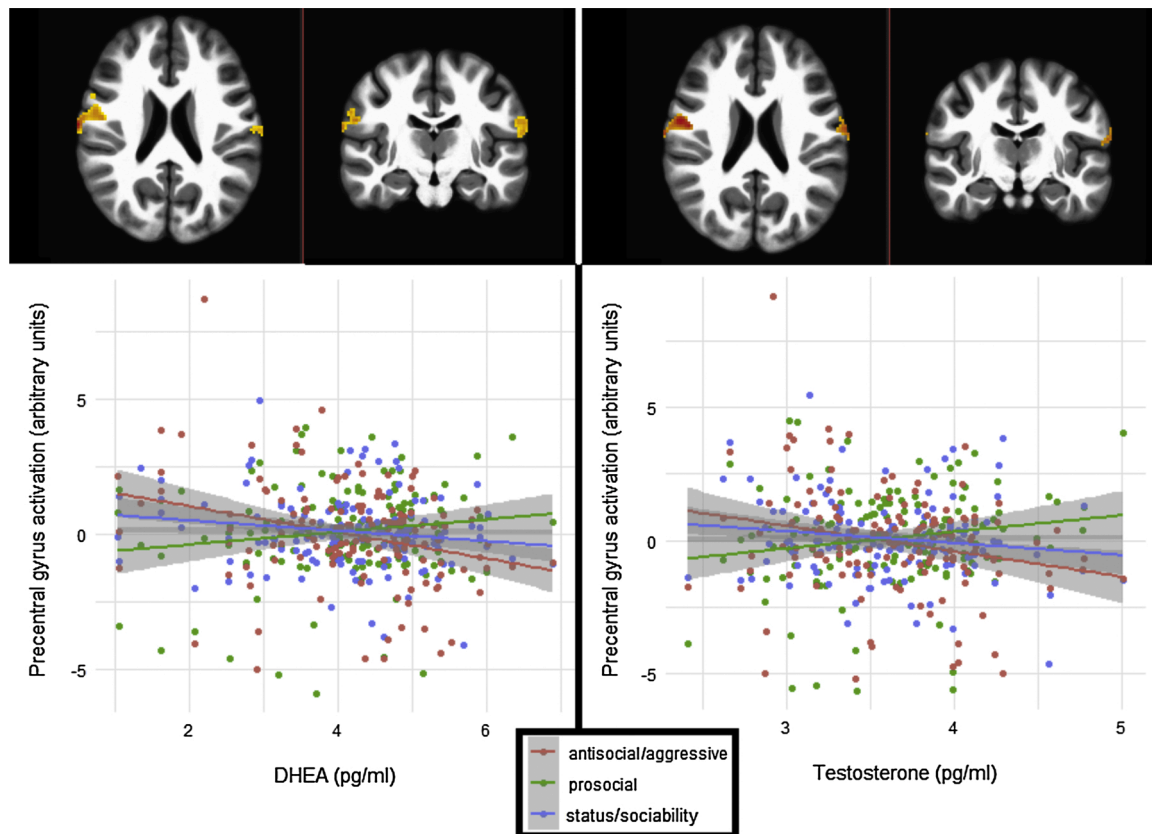 Precentral gyrus activation (arbitrary units)
5
0
-5
2
4
6
DHEA (pg/ml)
Precentral gyrus activation (arbitrary units)
5
0
-5
3
4
5
Testosterone (pg/ml)
antisocial/aggressive
prosocial
status/sociability